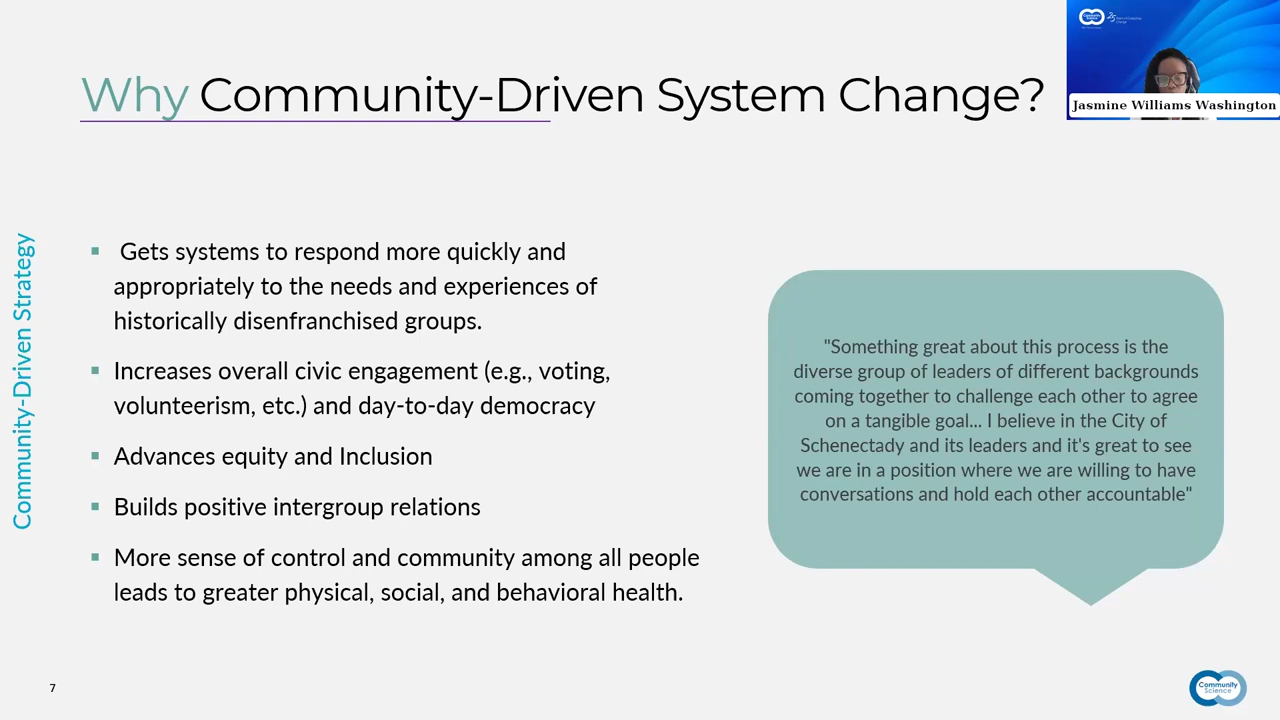 Why Community-Driven System Change?
Jasmine Williams Washington
Community-Driven Strategy
▪ Gets systems to respond more quickly and
appropriately to the needs and experiences of
historically disenfranchised groups.
▪ Increases overall civic engagement (e.g., voting,
volunteerism, etc.) and day-to-day democracy
▪ Advances equity and Inclusion
▪ Builds positive intergroup relations
▪ More sense of control and community among all people
leads to greater physical, social, and behavioral health.
"Something great about this process is the
diverse group of leaders of different backgrounds
coming together to challenge each other to agree
on a tangible goal... I believe in the City of
Schenectady and its leaders and it's great to see
we are in a position where we are willing to have
conversations and hold each other accountable"
7
Community
Science